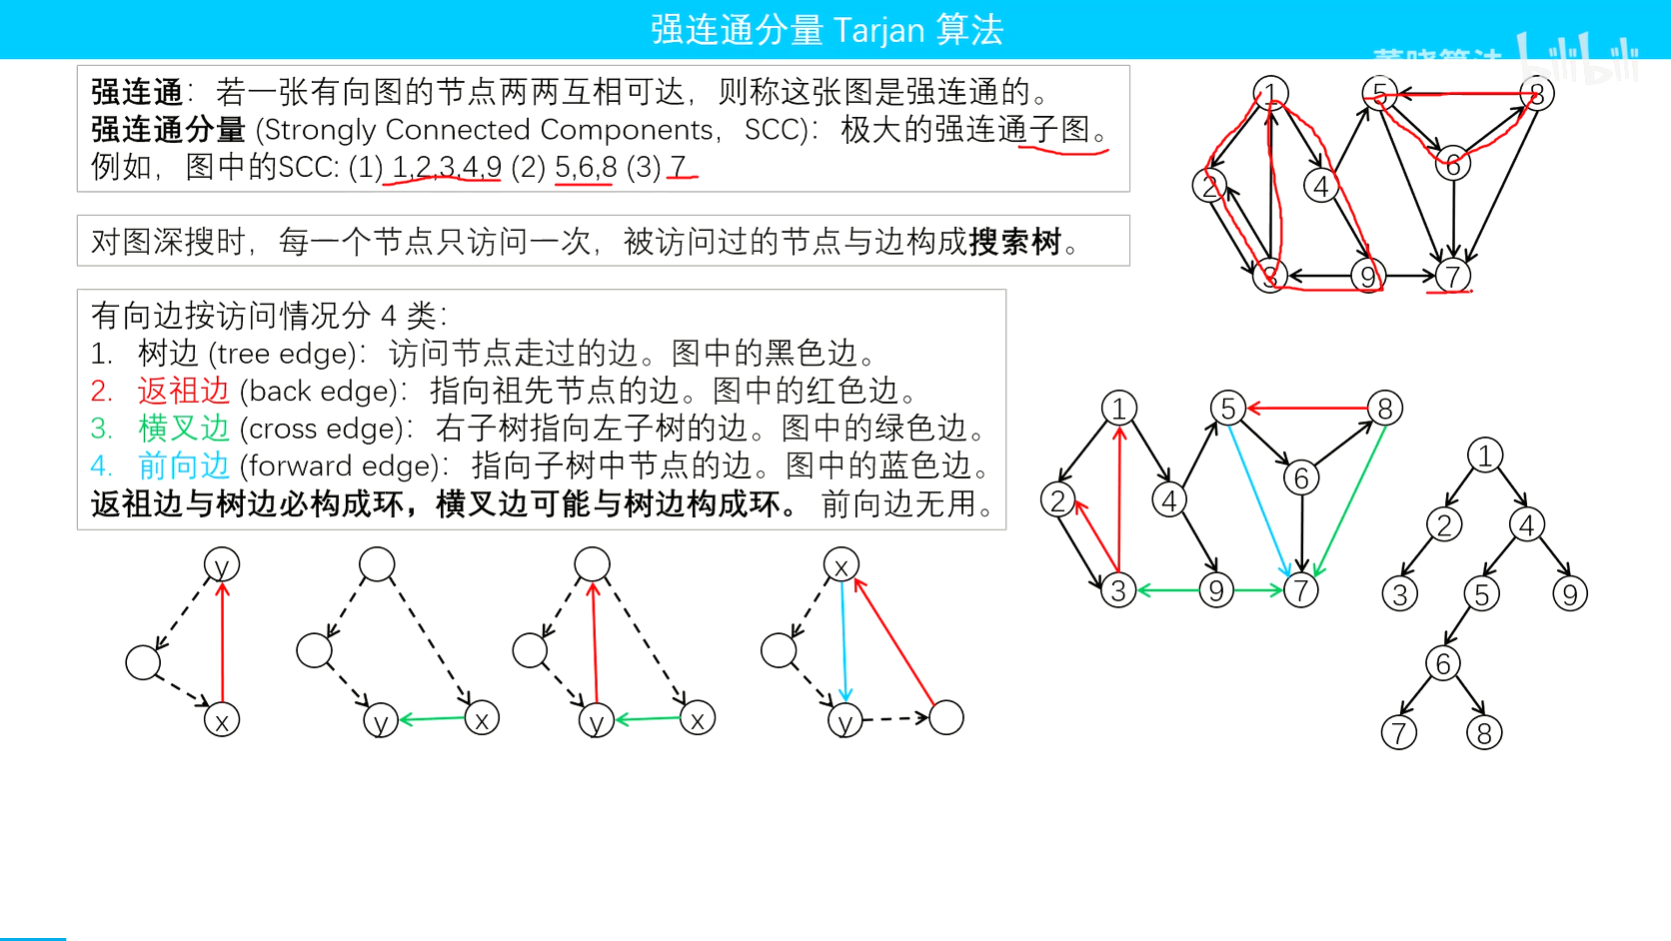 强连通分量 Tarjan 算法
董晓算法 bilibili
强连通：若一张有向图的节点两两互相可达，则称这张图是强连通的。
强连通分量 (Strongly Connected Components，SCC)：极大的强连通子图。
例如，图中的SCC: (1) 1,2,3,4,9 (2) 5,6,8 (3) 7
1 5 8
6
2 4
3 9 7
对图深搜时，每一个节点只访问一次，被访问过的节点与边构成搜索树。
有向边按访问情况分 4 类：
1. 树边 (tree edge)：访问节点走过的边。图中的黑色边。
2. 返祖边 (back edge)：指向祖先节点的边。图中的红色边。
3. 横叉边 (cross edge)：右子树指向左子树的边。图中的绿色边。
4. 前向边 (forward edge)：指向子树中节点的边。图中的蓝色边。
返祖边与树边必构成环，横叉边可能与树边构成环。 前向边无用。
1 5 8
6
2 4
3 9 7
1
2 4
3 5 9
6
7 8
y
x
y x
y x
x
y